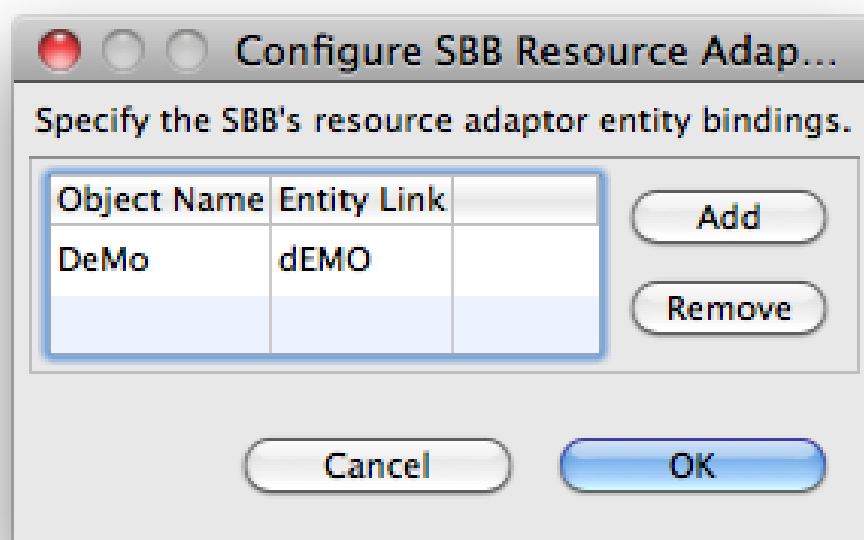 Configure SBB Resource Adap...
Specify the SBB's resource adaptor entity bindings.
Object Name Entity Link
DeMo dEMO
Add
Remove
Cancel OK